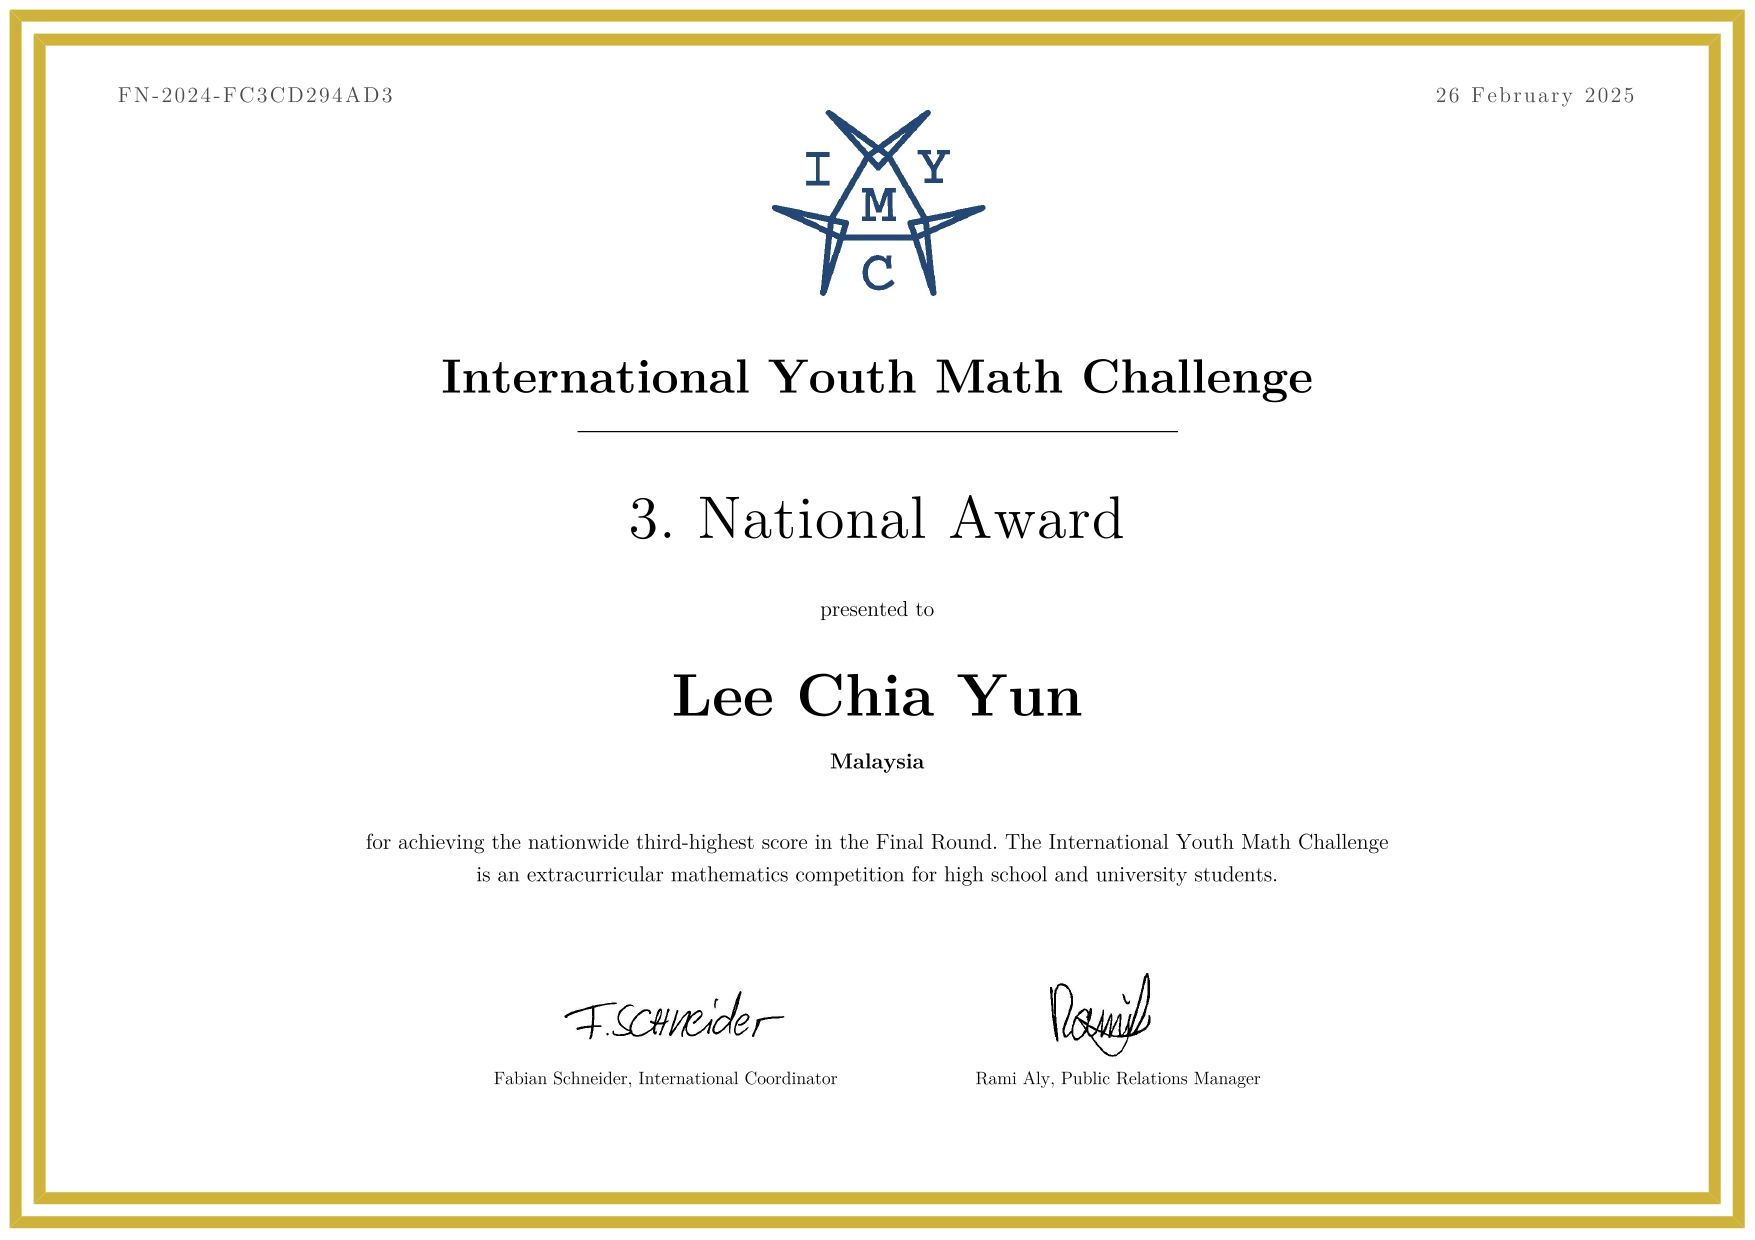 FN-2024-FC3CD294AD3
26 February 2025
I Y
M
C
International Youth Math Challenge
3. National Award
presented to
Lee Chia Yun
Malaysia
for achieving the nationwide third-highest score in the Final Round. The International Youth Math Challenge
is an extracurricular mathematics competition for high school and university students.
F. Schneider
Rami
Fabian Schneider, International Coordinator
Rami Aly, Public Relations Manager